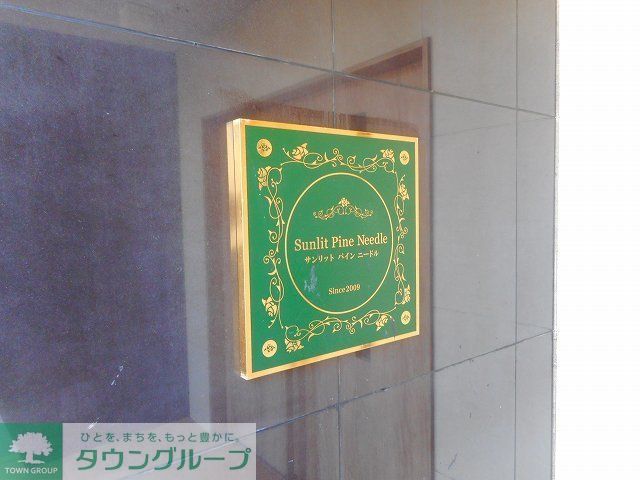 Sunlit Pine Needle
サンリット パイン ニードル
Since2009
ひとを、まちを、もっと豊かに。
TOWN GROUP
タウングループ